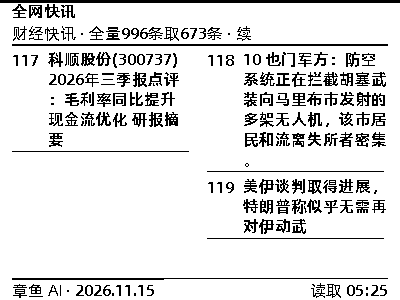 全网快讯
财经快讯 · 全量996条取673条 · 续
117 科顺股份(300737)
2026年三季报点评
：毛利率同比提升
现金流优化 研报摘
要
118 10 也门军方：防空
系统正在拦截胡塞武
装向马里布市发射的
多架无人机，该市居
民和流离失所者密集
。
119 美伊谈判取得进展，
特朗普称似乎无需再
对伊动武
章鱼 AI · 2026.11.15
读取 05:25